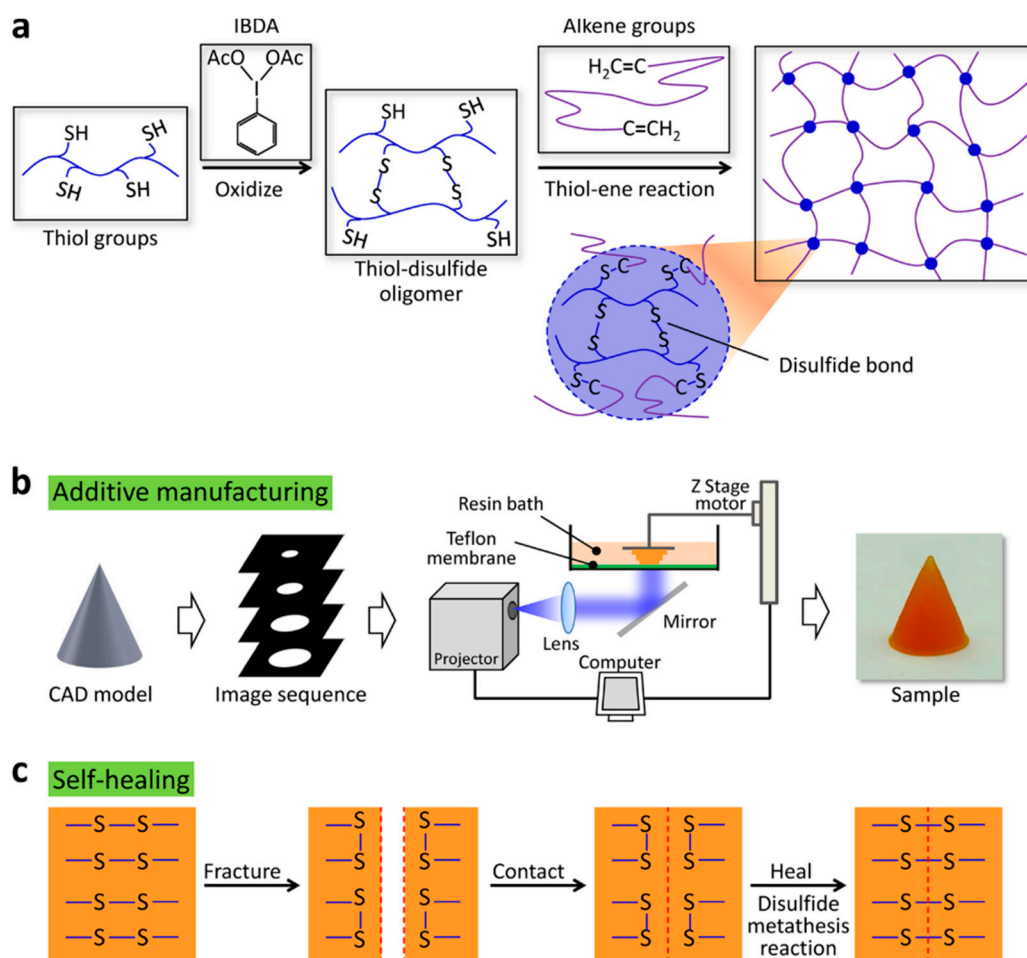 a
IBDA
AcO OAc
I
SH SH
SH SH
Thiol groups
Oxidize
SH SH
S S
S S
SH SH
Thiol-disulfide
oligomer
Alkene groups
H₂C=C
C=CH₂
Thiol-ene reaction
S-C S-C
S S
S S
S-C C-S
Disulfide bond
b Additive manufacturing
CAD model
Image sequence
Resin bath
Teflon
membrane
Z Stage
motor
Projector
Lens
Mirror
Computer
Sample
c Self-healing
S S
S S
S S
S S
Fracture
S S
S S
S S
S S
Contact
S S
S S
S S
S S
Heal
Disulfide
metathesis
reaction
S S
S S
S S
S S